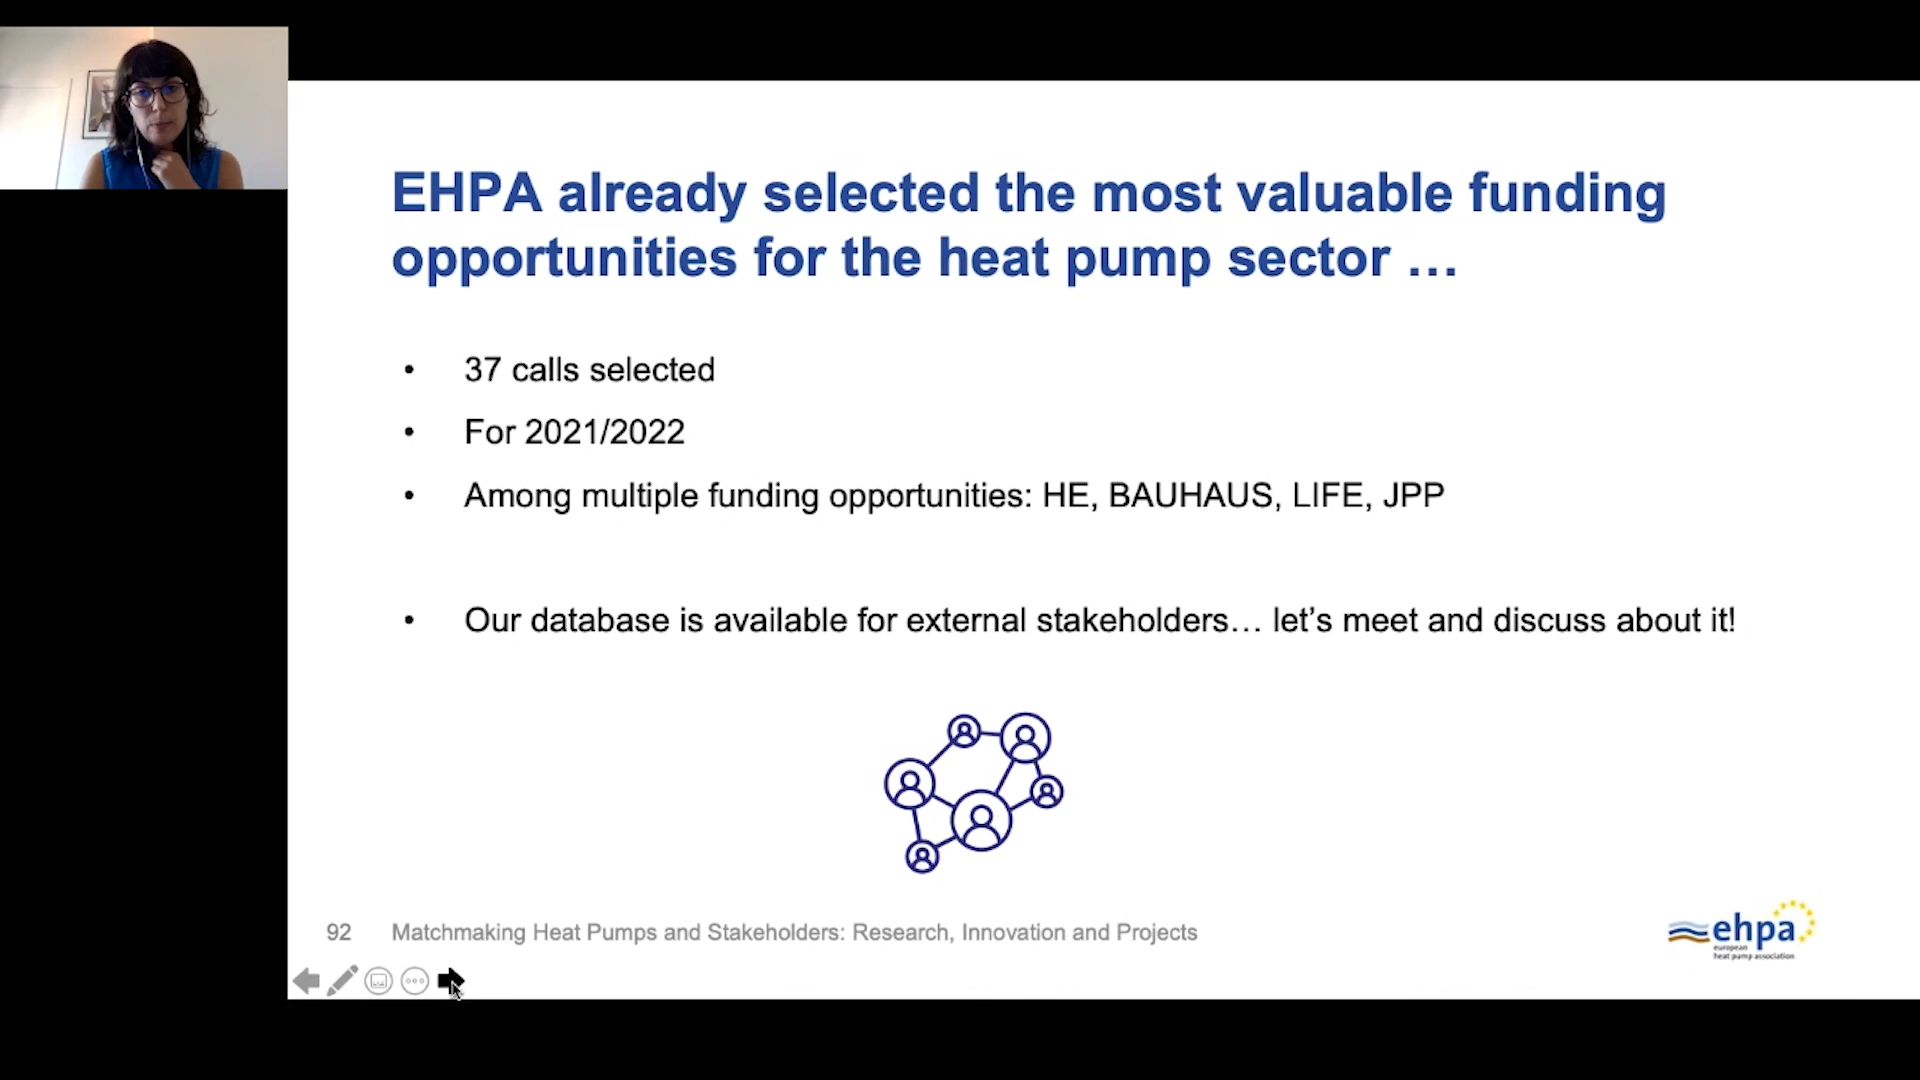 EHPA already selected the most valuable funding
opportunities for the heat pump sector …
• 37 calls selected
• For 2021/2022
• Among multiple funding opportunities: HE, BAUHAUS, LIFE, JPP
• Our database is available for external stakeholders… let’s meet and discuss about it!
92 Matchmaking Heat Pumps and Stakeholders: Research, Innovation and Projects
ehpa
european
heat pump association